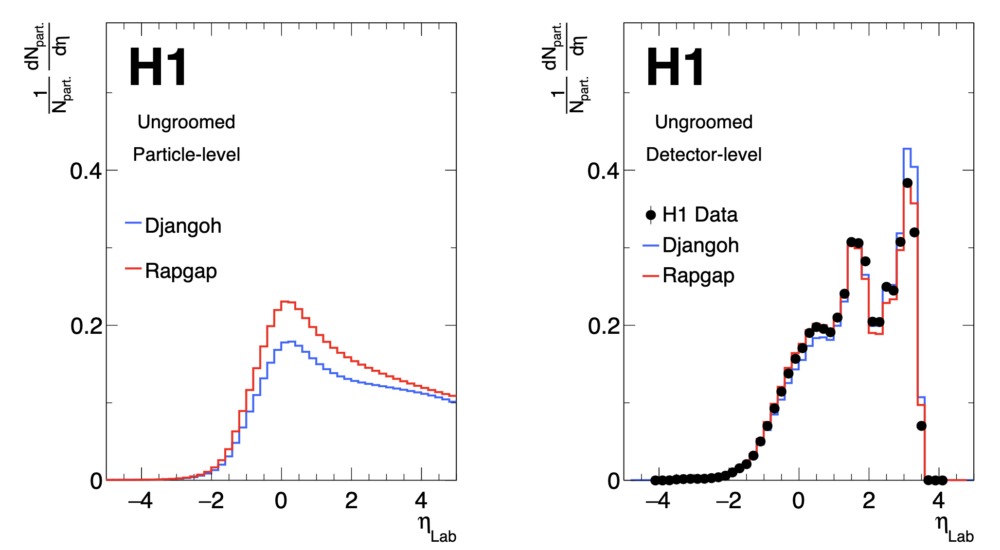 1/N_part. dN_part./dη
H1
Ungroomed
Particle-level
0.4
Djangoh
Rapgap
0.2
0
−4 −2 0 2 4
η_Lab
1/N_part. dN_part./dη
H1
Ungroomed
Detector-level
0.4
H1 Data
Djangoh
Rapgap
0.2
0
−4 −2 0 2 4
η_Lab